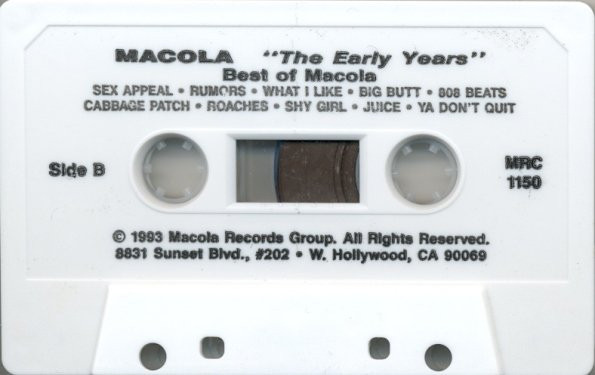 MACOLA "The Early Years"
Best of Macola
SEX APPEAL • RUMORS • WHAT I LIKE • BIG BUTT • 808 BEATS
CABBAGE PATCH • ROACHES • SHY GIRL • JUICE • YA DON'T QUIT
Side B
MRC
1150
© 1993 Macola Records Group. All Rights Reserved.
8831 Sunset Blvd., #202 • W. Hollywood, CA 90069